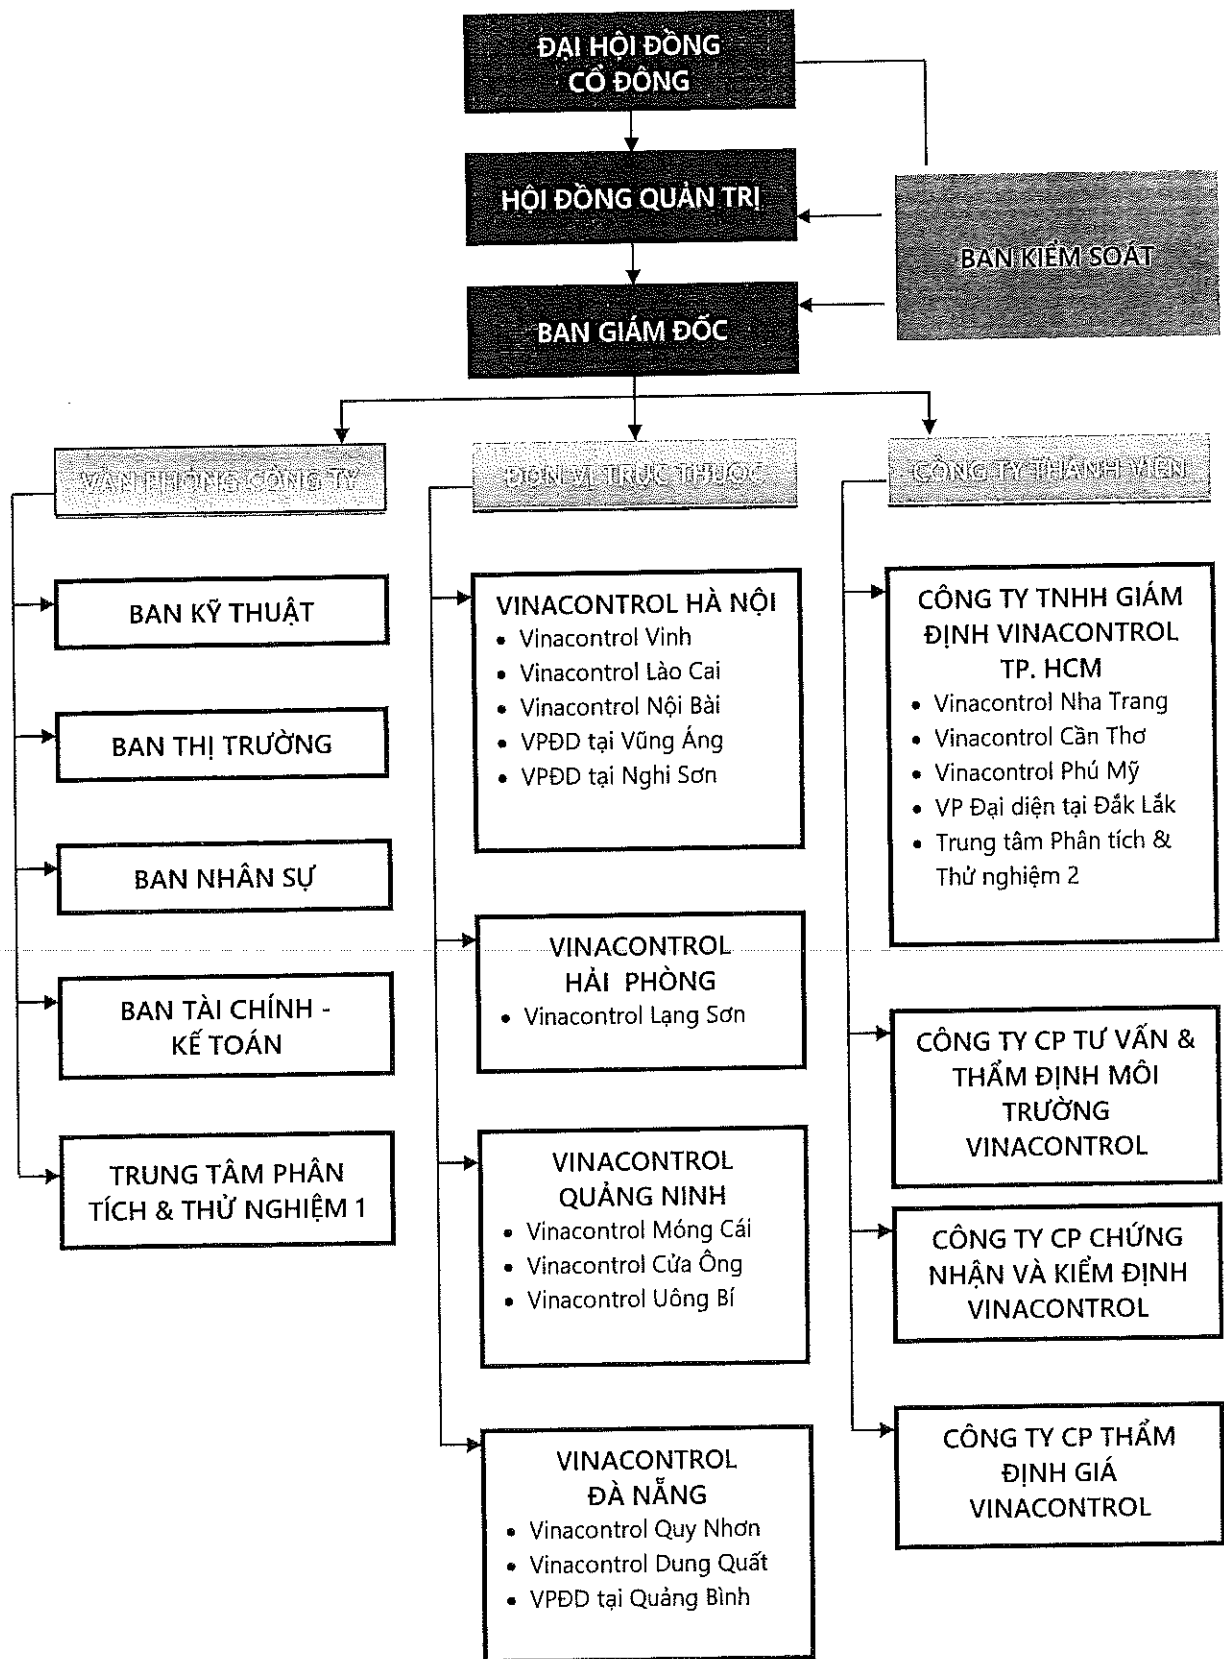 ĐẠI HỘI ĐỒNG
CỔ ĐÔNG
HỘI ĐỒNG QUẢN TRỊ
BAN KIỂM SOÁT
BAN GIÁM ĐỐC
VĂN PHÒNG CÔNG TY
BAN KỸ THUẬT
BAN THỊ TRƯỜNG
BAN NHÂN SỰ
BAN TÀI CHÍNH -
KẾ TOÁN
TRUNG TÂM PHÂN
TÍCH & THỬ NGHIỆM 1
ĐƠN VỊ TRỰC THUỘC
VINACONTROL HÀ NỘI
• Vinacontrol Vinh
• Vinacontrol Lào Cai
• Vinacontrol Nội Bài
• VPĐD tại Vũng Áng
• VPĐD tại Nghi Sơn
VINACONTROL
HẢI PHÒNG
• Vinacontrol Lạng Sơn
VINACONTROL
QUẢNG NINH
• Vinacontrol Móng Cái
• Vinacontrol Cửa Ông
• Vinacontrol Uông Bí
VINACONTROL
ĐÀ NẴNG
• Vinacontrol Quy Nhơn
• Vinacontrol Dung Quất
• VPĐD tại Quảng Bình
CÔNG TY THÀNH VIÊN
CÔNG TY TNHH GIÁM
ĐỊNH VINACONTROL
TP. HCM
• Vinacontrol Nha Trang
• Vinacontrol Cần Thơ
• Vinacontrol Phú Mỹ
• VP Đại diện tại Đắk Lắk
• Trung tâm Phân tích &
Thử nghiệm 2
CÔNG TY CP TƯ VẤN &
THẨM ĐỊNH MÔI
TRƯỜNG
VINACONTROL
CÔNG TY CP CHỨNG
NHẬN VÀ KIỂM ĐỊNH
VINACONTROL
CÔNG TY CP THẨM
ĐỊNH GIÁ
VINACONTROL